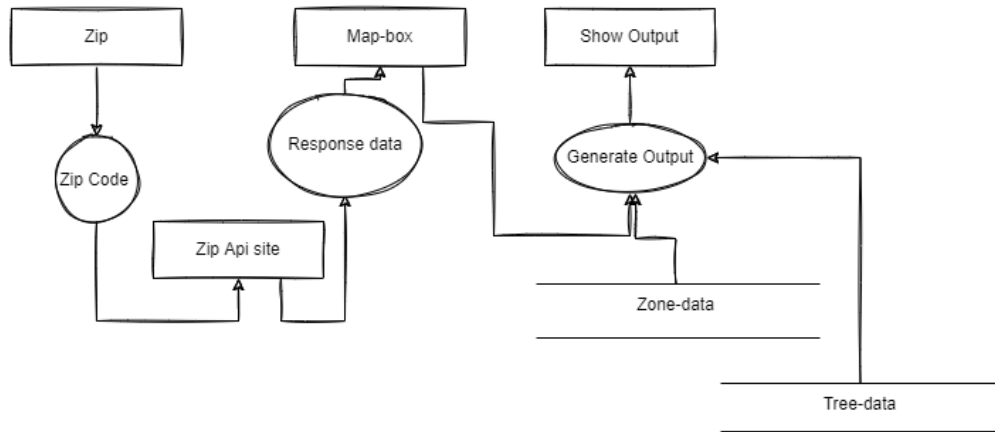 Zip
Map-box
Show Output
Response data
Generate Output
Zip Code
Zip Api site
Zone-data
Tree-data